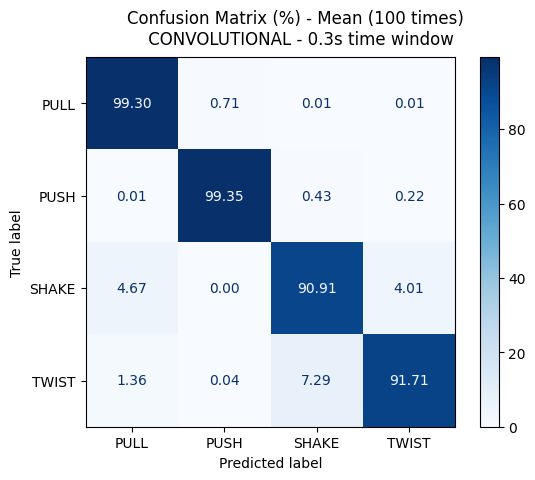 Confusion Matrix (%) - Mean (100 times)
CONVOLUTIONAL - 0.3s time window
PULL 99.30 0.71 0.01 0.01
PUSH 0.01 99.35 0.43 0.22
SHAKE 4.67 0.00 90.91 4.01
TWIST 1.36 0.04 7.29 91.71
PULL PUSH SHAKE TWIST
Predicted label
True label
80
60
40
20
0